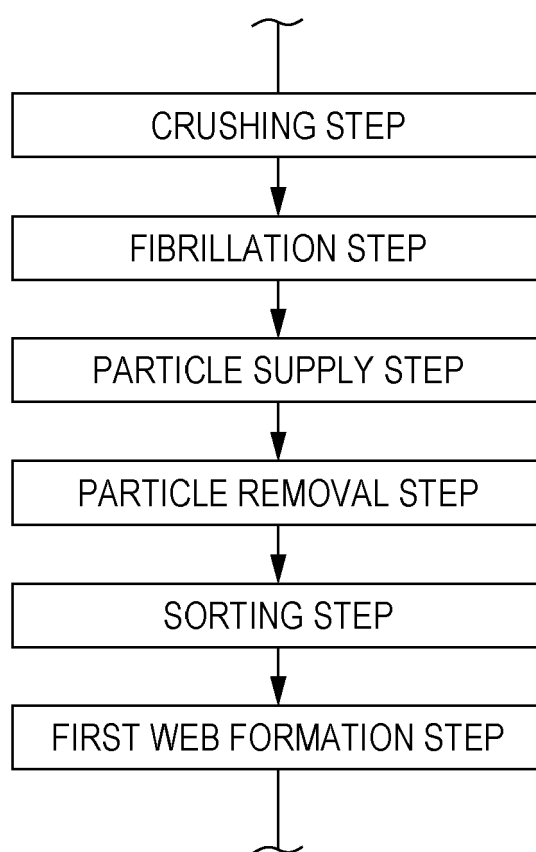 CRUSHING STEP
FIBRILLATION STEP
PARTICLE SUPPLY STEP
PARTICLE REMOVAL STEP
SORTING STEP
FIRST WEB FORMATION STEP